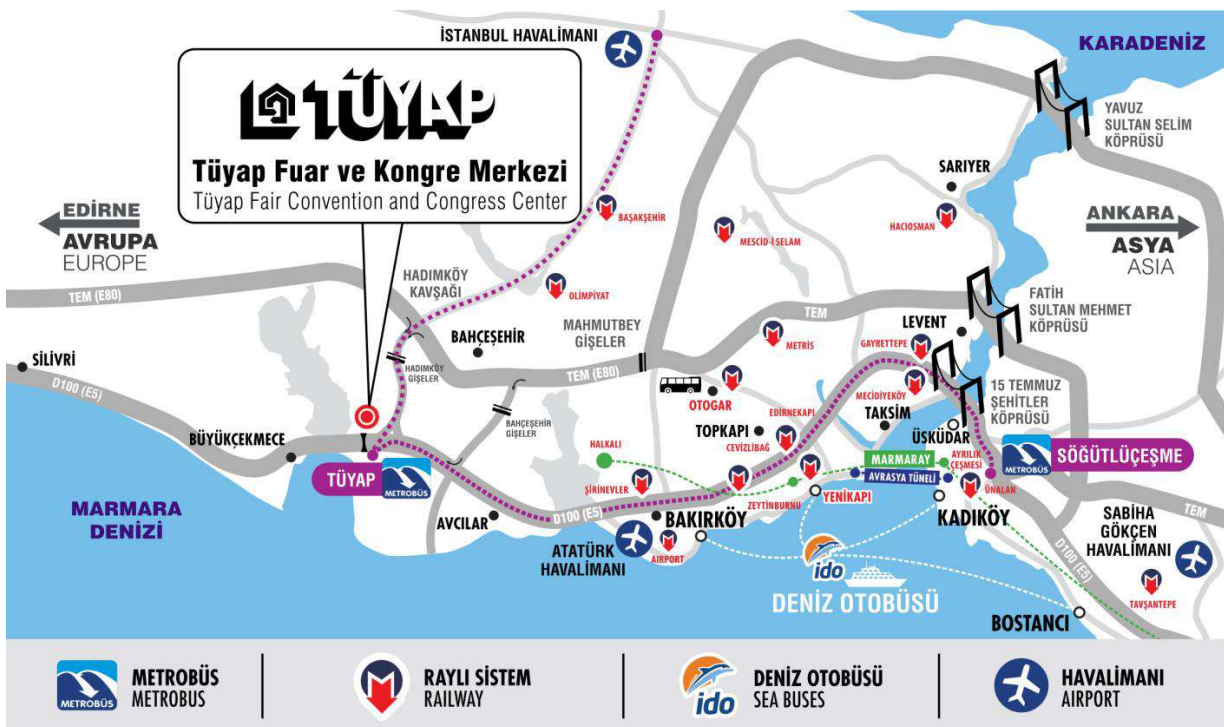 İSTANBUL HAVALİMANI
KARADENİZ
TÜYAP
Tüyap Fuar ve Kongre Merkezi
Tüyap Fair Convention and Congress Center
YAVUZ
SULTAN SELİM
KÖPRÜSÜ
SARIYER
BAŞAKŞEHİR
HACIOSMAN
MESCİD-İ SELAM
EDİRNE
AVRUPA
EUROPE
ANKARA
ASYA
ASIA
HADIMKÖY
KAVŞAĞI
OLİMPİYAT
TEM (E80)
FATİH
SULTAN MEHMET
KÖPRÜSÜ
MAHMUTBEY
GİŞELER
TEM
LEVENT
BAHÇEŞEHİR
METRİS
GAYRETTEPE
SİLİVRİ
HADIMKÖY
GİŞELER
TEM (E80)
D100 (E5)
OTOGAR
MECİDİYEKÖY
15 TEMMUZ
ŞEHİTLER
KÖPRÜSÜ
EDİRNEKAPI
TAKSİM
BAHÇEŞEHİR
GİŞELER
TOPKAPI
ÜSKÜDAR
BÜYÜKÇEKMECE
HALKALI
CEVİZLİBAĞ
MARMARAY
AYRILIK
ÇEŞMESİ
METROBÜS
SÖĞÜTLÜÇEŞME
TÜYAP
METROBÜS
ŞİRİNEVLER
AVRASYA TÜNELİ
ÜNALAN
ZEYTİNBURNU
YENİKAPI
MARMARA
DENİZİ
AVCILAR
D100 (E5)
BAKIRKÖY
KADIKÖY
TEM
SABİHA
GÖKÇEN
HAVALİMANI
ATATÜRK
HAVALİMANI
AIRPORT
D100 (E5)
ido
DENİZ OTOBÜSÜ
TAVŞANTEPE
BOSTANCI
METROBÜS
METROBÜS
METROBUS
RAYLI SİSTEM
RAILWAY
ido
DENİZ OTOBÜSÜ
SEA BUSES
HAVALİMANI
AIRPORT